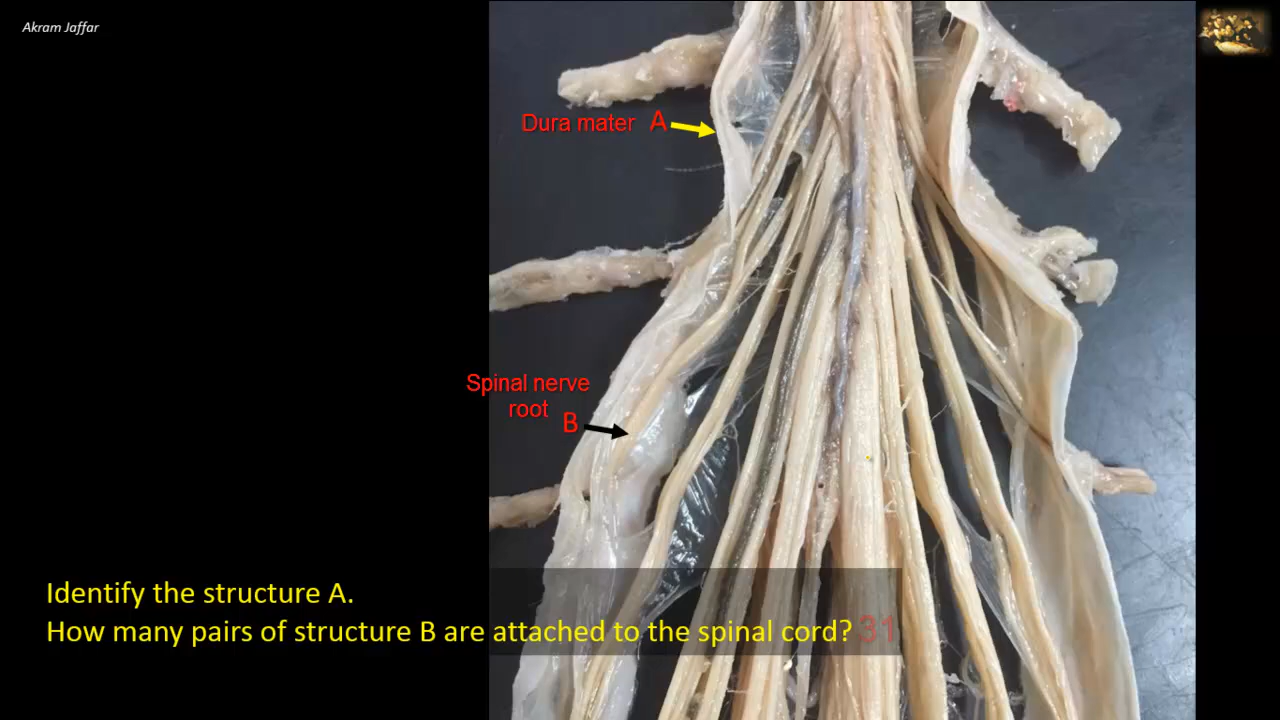 Akram Jaffar
Dura mater A
Spinal nerve
root
B
Identify the structure A.
How many pairs of structure B are attached to the spinal cord? 31